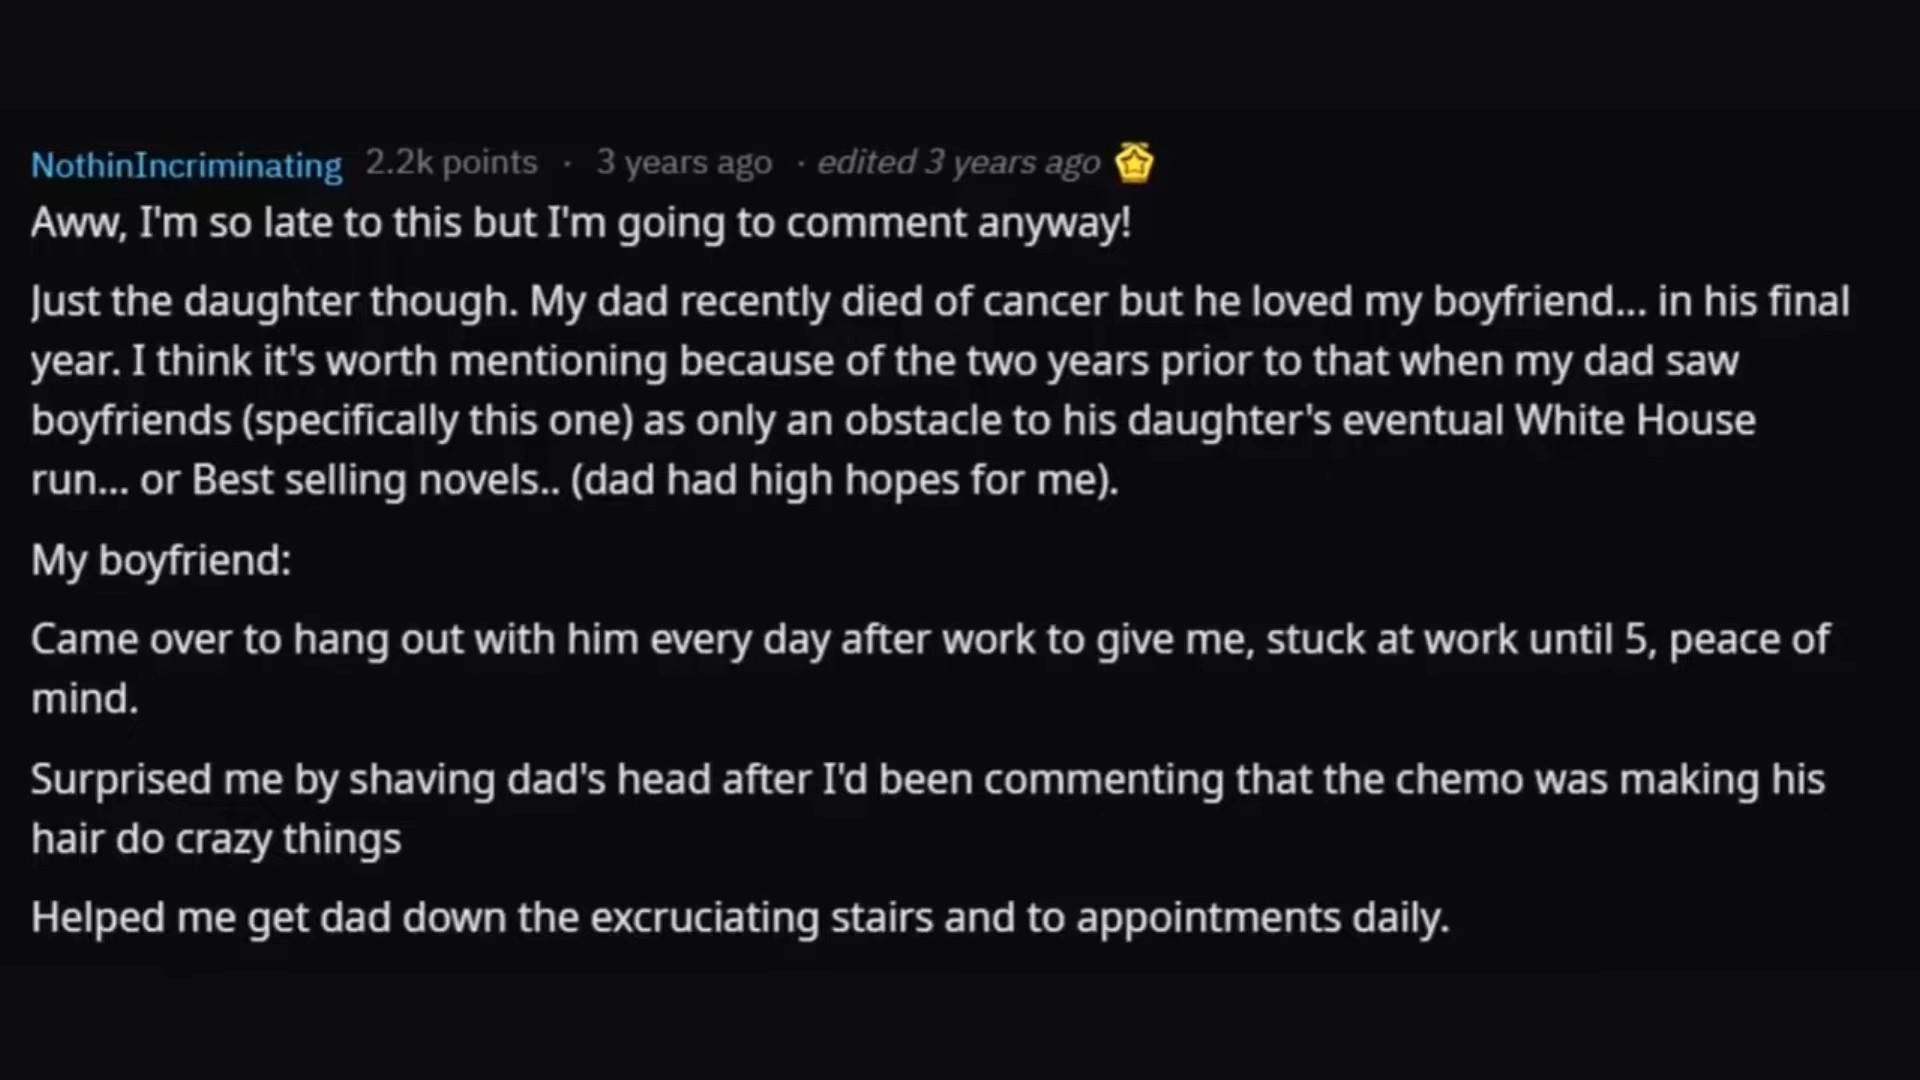 NothinIncriminating 2.2k points · 3 years ago · edited 3 years ago
Aww, I'm so late to this but I'm going to comment anyway!
Just the daughter though. My dad recently died of cancer but he loved my boyfriend... in his final
year. I think it's worth mentioning because of the two years prior to that when my dad saw
boyfriends (specifically this one) as only an obstacle to his daughter's eventual White House
run... or Best selling novels.. (dad had high hopes for me).
My boyfriend:
Came over to hang out with him every day after work to give me, stuck at work until 5, peace of
mind.
Surprised me by shaving dad's head after I'd been commenting that the chemo was making his
hair do crazy things
Helped me get dad down the excruciating stairs and to appointments daily.